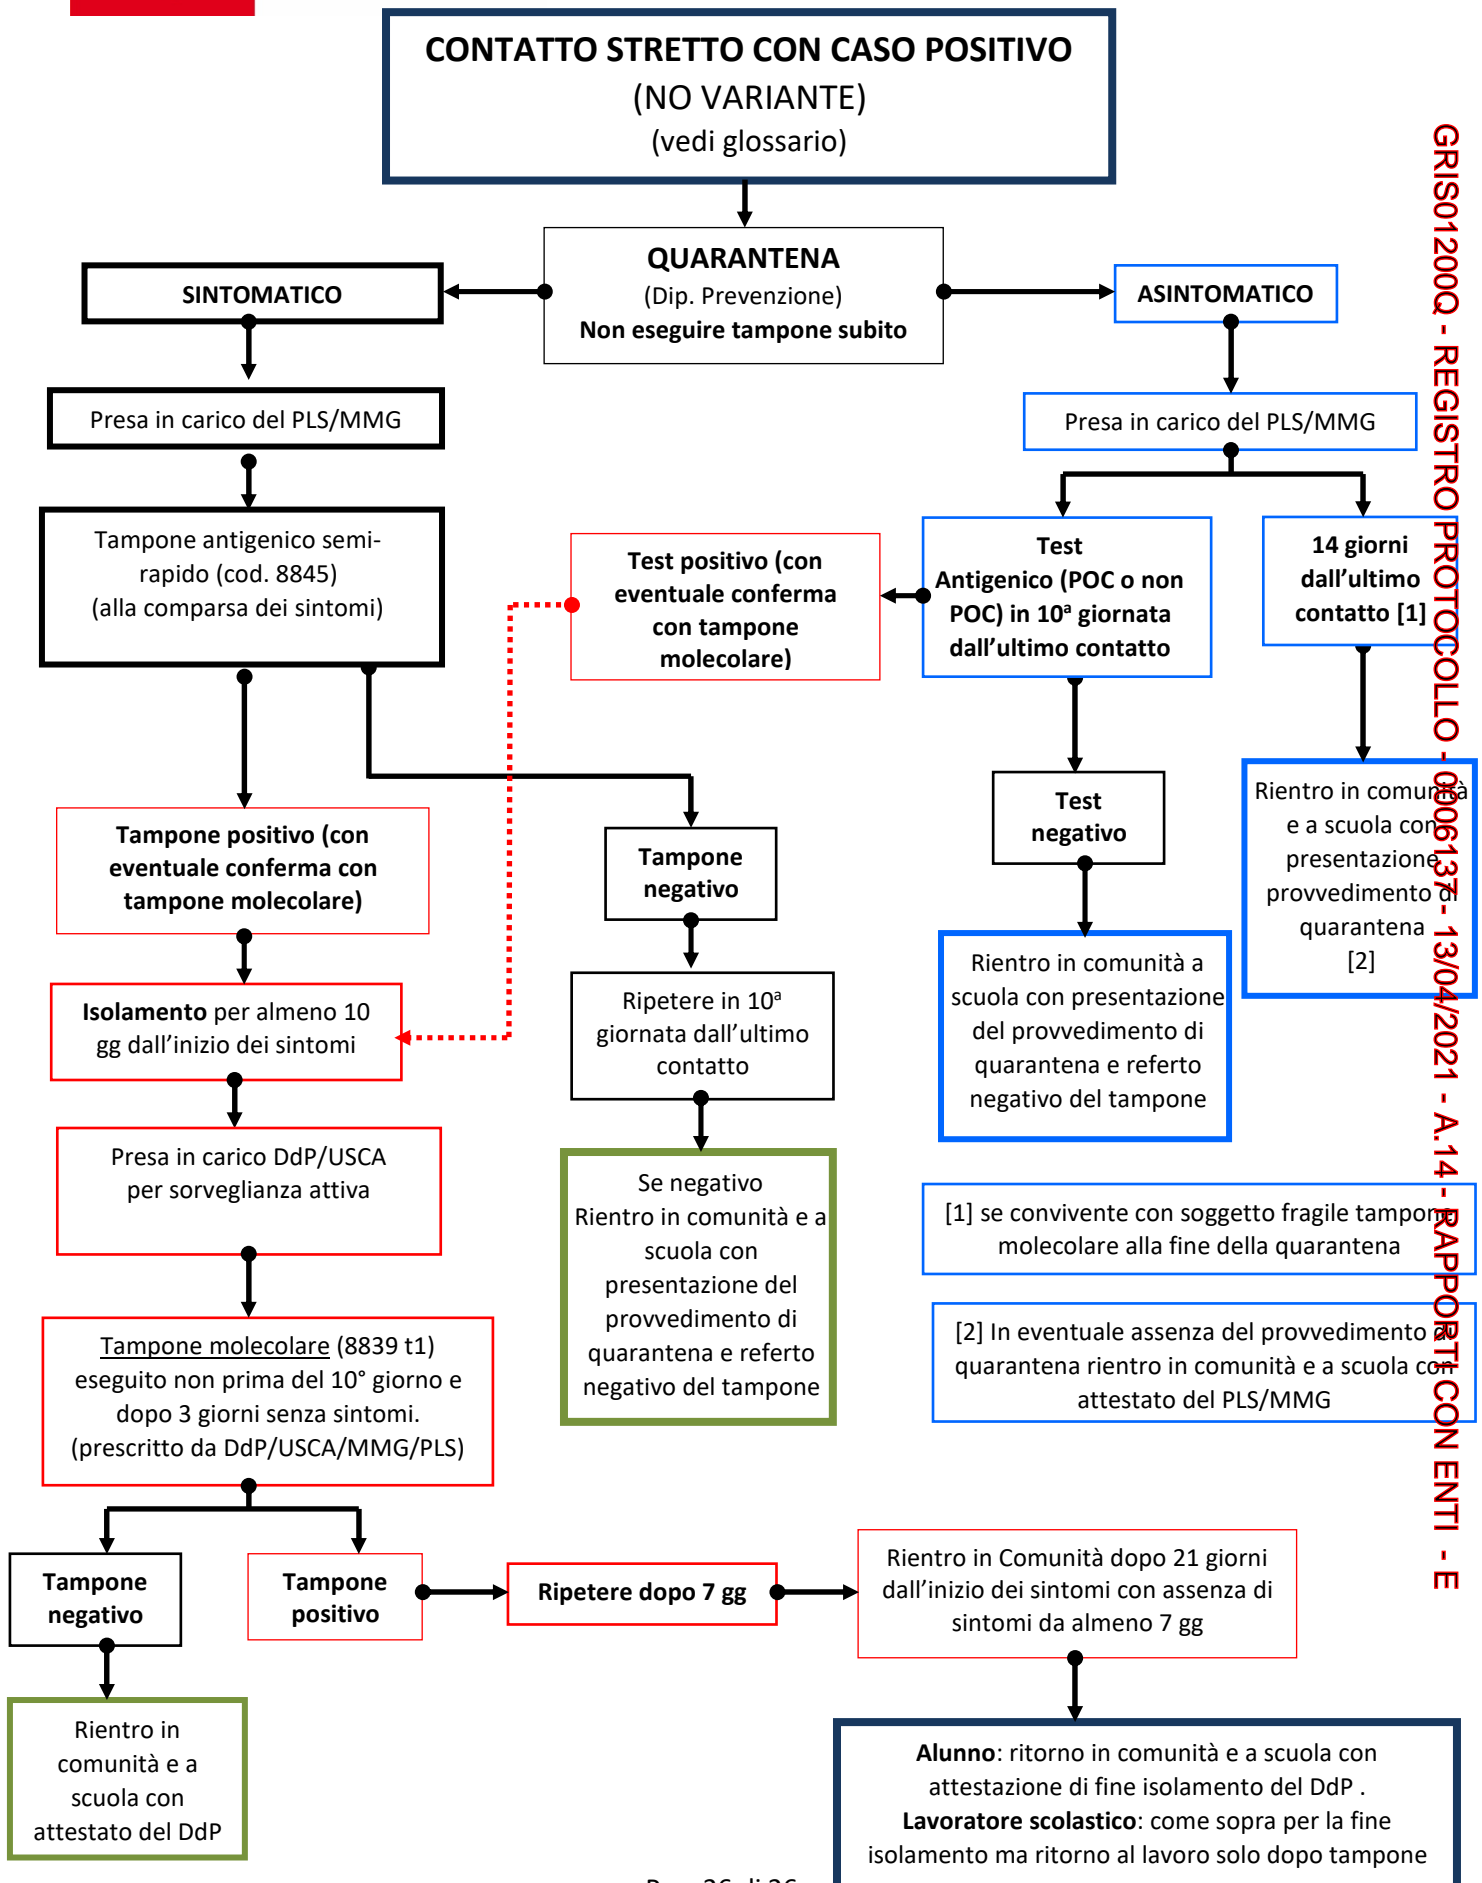 CONTATTO STRETTO CON CASO POSITIVO
(NO VARIANTE)
(vedi glossario)
QUARANTENA
(Dip. Prevenzione)
Non eseguire tampone subito
SINTOMATICO
ASINTOMATICO
Presa in carico del PLS/MMG
Presa in carico del PLS/MMG
Tampone antigenico semi-
rapido (cod. 8845)
(alla comparsa dei sintomi)
Test positivo (con
eventuale conferma
con tampone
molecolare)
Test
Antigenico (POC o non
POC) in 10ª giornata
dall’ultimo contatto
14 giorni
dall’ultimo
contatto [1]
Tampone positivo (con
eventuale conferma con
tampone molecolare)
Tampone
negativo
Test
negativo
Rientro in comunità
e a scuola con
presentazione
provvedimento di
quarantena
[2]
Isolamento per almeno 10
gg dall’inizio dei sintomi
Ripetere in 10ª
giornata dall’ultimo
contatto
Rientro in comunità a
scuola con presentazione
del provvedimento di
quarantena e referto
negativo del tampone
Presa in carico DdP/USCA
per sorveglianza attiva
Se negativo
Rientro in comunità e a
scuola con
presentazione del
provvedimento di
quarantena e referto
negativo del tampone
[1] se convivente con soggetto fragile tampone
molecolare alla fine della quarantena
[2] In eventuale assenza del provvedimento di
quarantena rientro in comunità e a scuola con
attestato del PLS/MMG
Tampone molecolare (8839 t1)
eseguito non prima del 10° giorno e
dopo 3 giorni senza sintomi.
(prescritto da DdP/USCA/MMG/PLS)
Tampone
negativo
Tampone
positivo
Ripetere dopo 7 gg
Rientro in Comunità dopo 21 giorni
dall’inizio dei sintomi con assenza di
sintomi da almeno 7 gg
Rientro in
comunità e a
scuola con
attestato del DdP
Alunno: ritorno in comunità e a scuola con
attestazione di fine isolamento del DdP .
Lavoratore scolastico: come sopra per la fine
isolamento ma ritorno al lavoro solo dopo tampone
26 di 26
GRIS01200Q - REGISTRO PROTOCOLLO - 0006137 - 13/04/2021 - A.14 - RAPPORTI CON ENTI - E